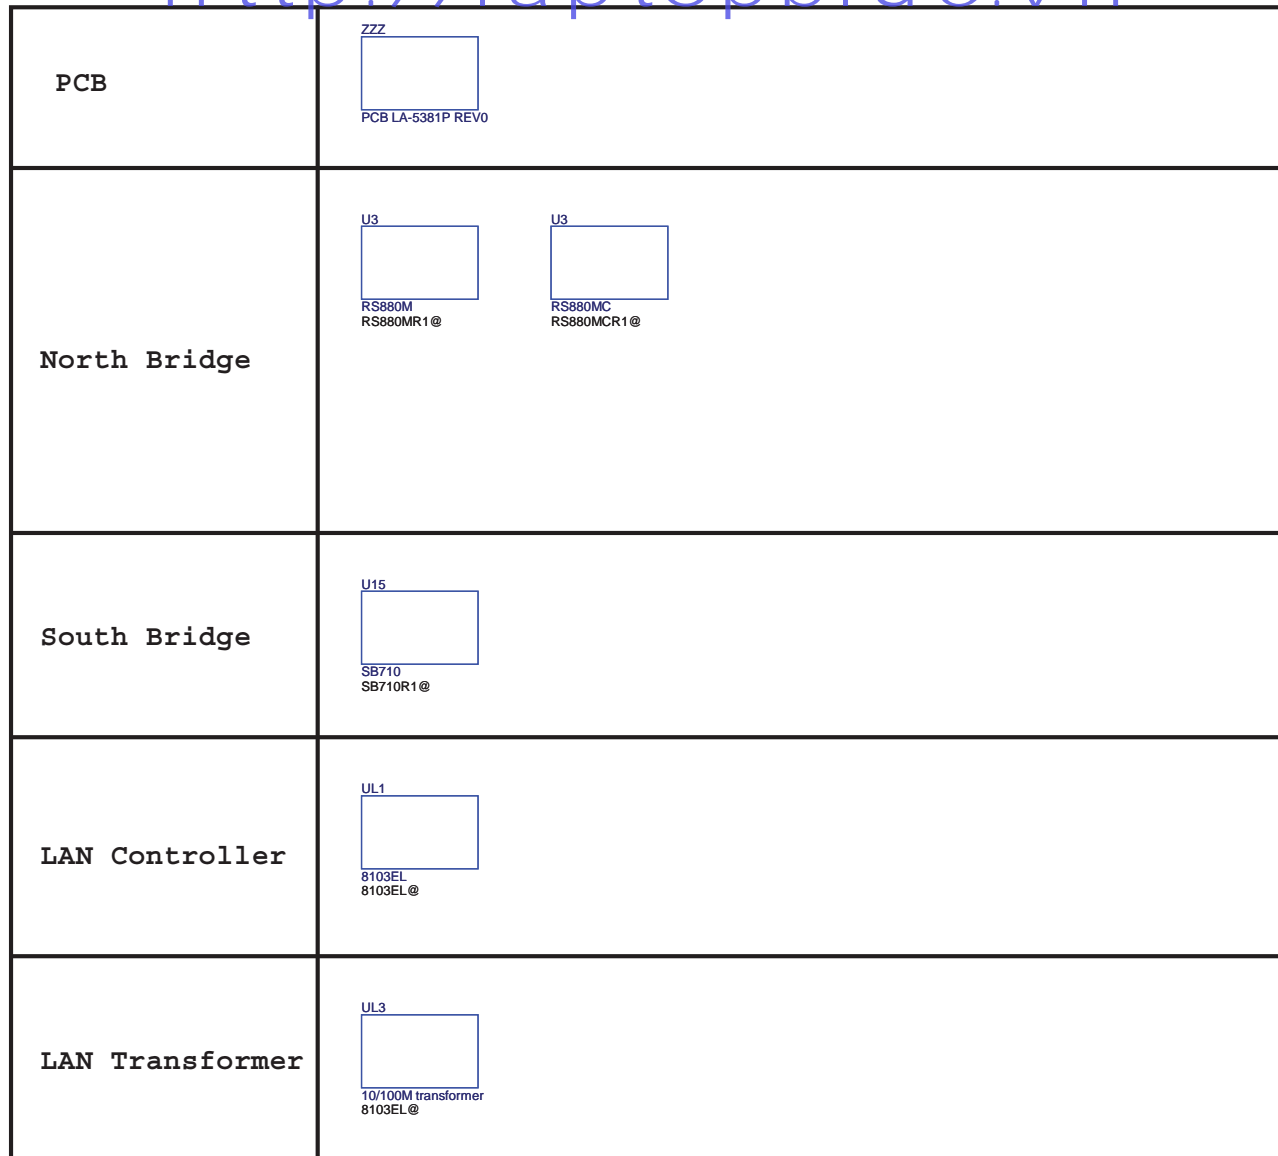 PCB
ZZZ
PCB LA-5381P REV0
North Bridge
U3
RS880M
RS880MR1@
U3
RS880MC
RS880MCR1@
South Bridge
U15
SB710
SB710R1@
LAN Controller
UL1
8103EL
8103EL@
LAN Transformer
UL3
10/100M transformer
8103EL@